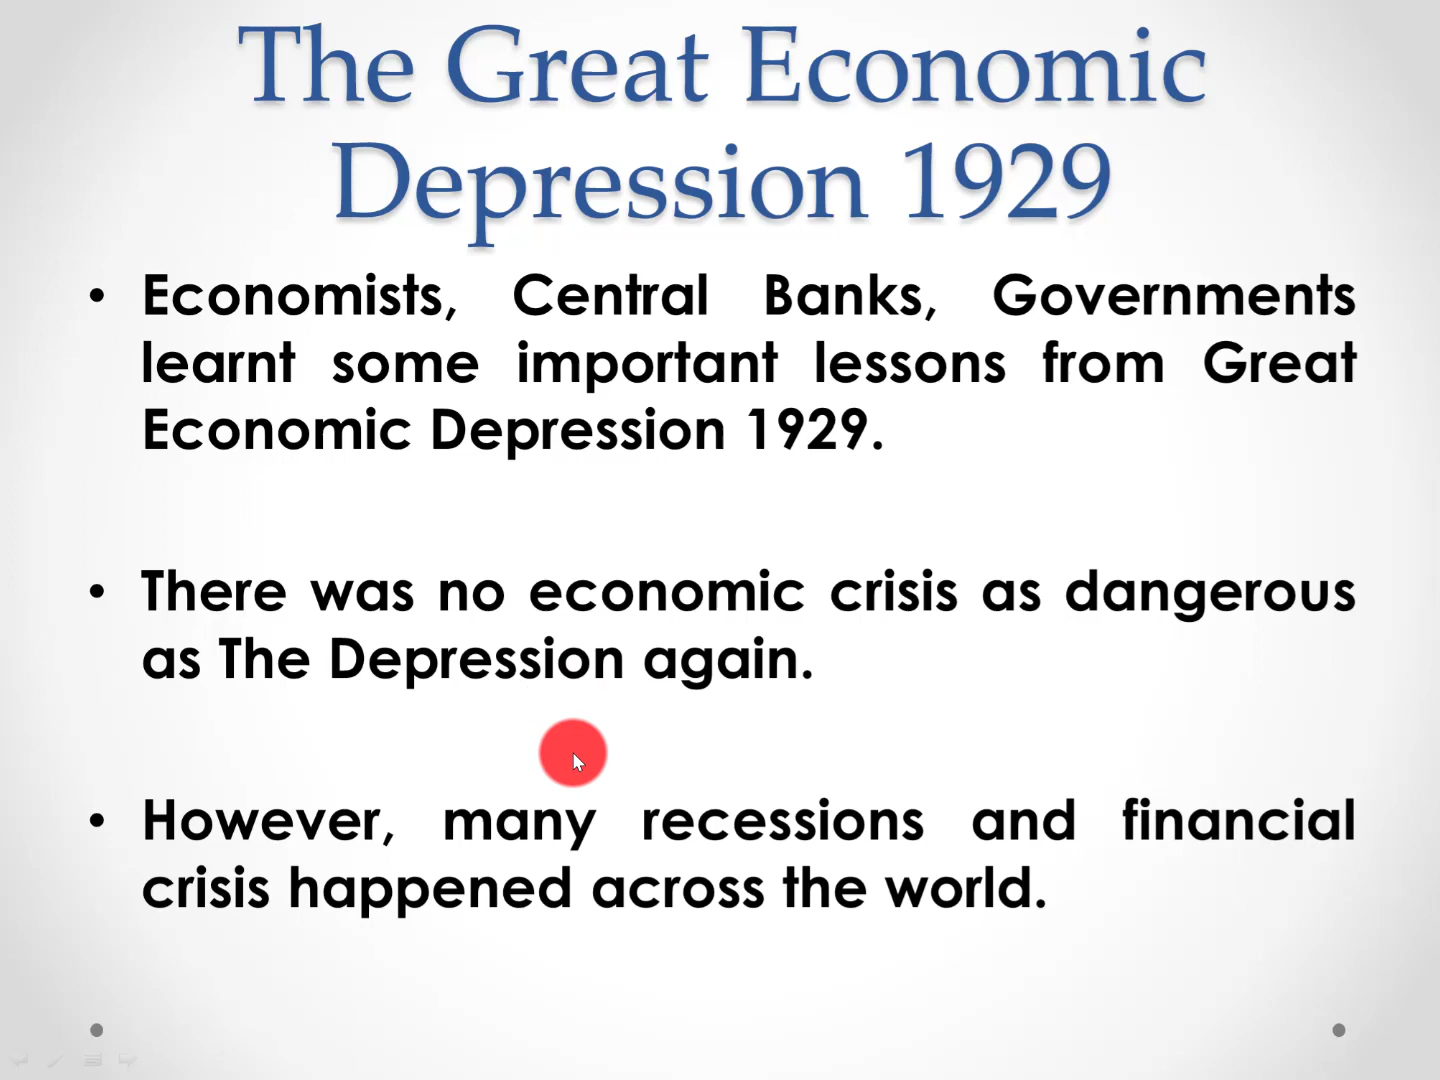 The Great Economic
Depression 1929
• Economists, Central Banks, Governments
learnt some important lessons from Great
Economic Depression 1929.
• There was no economic crisis as dangerous
as The Depression again.
• However, many recessions and financial
crisis happened across the world.